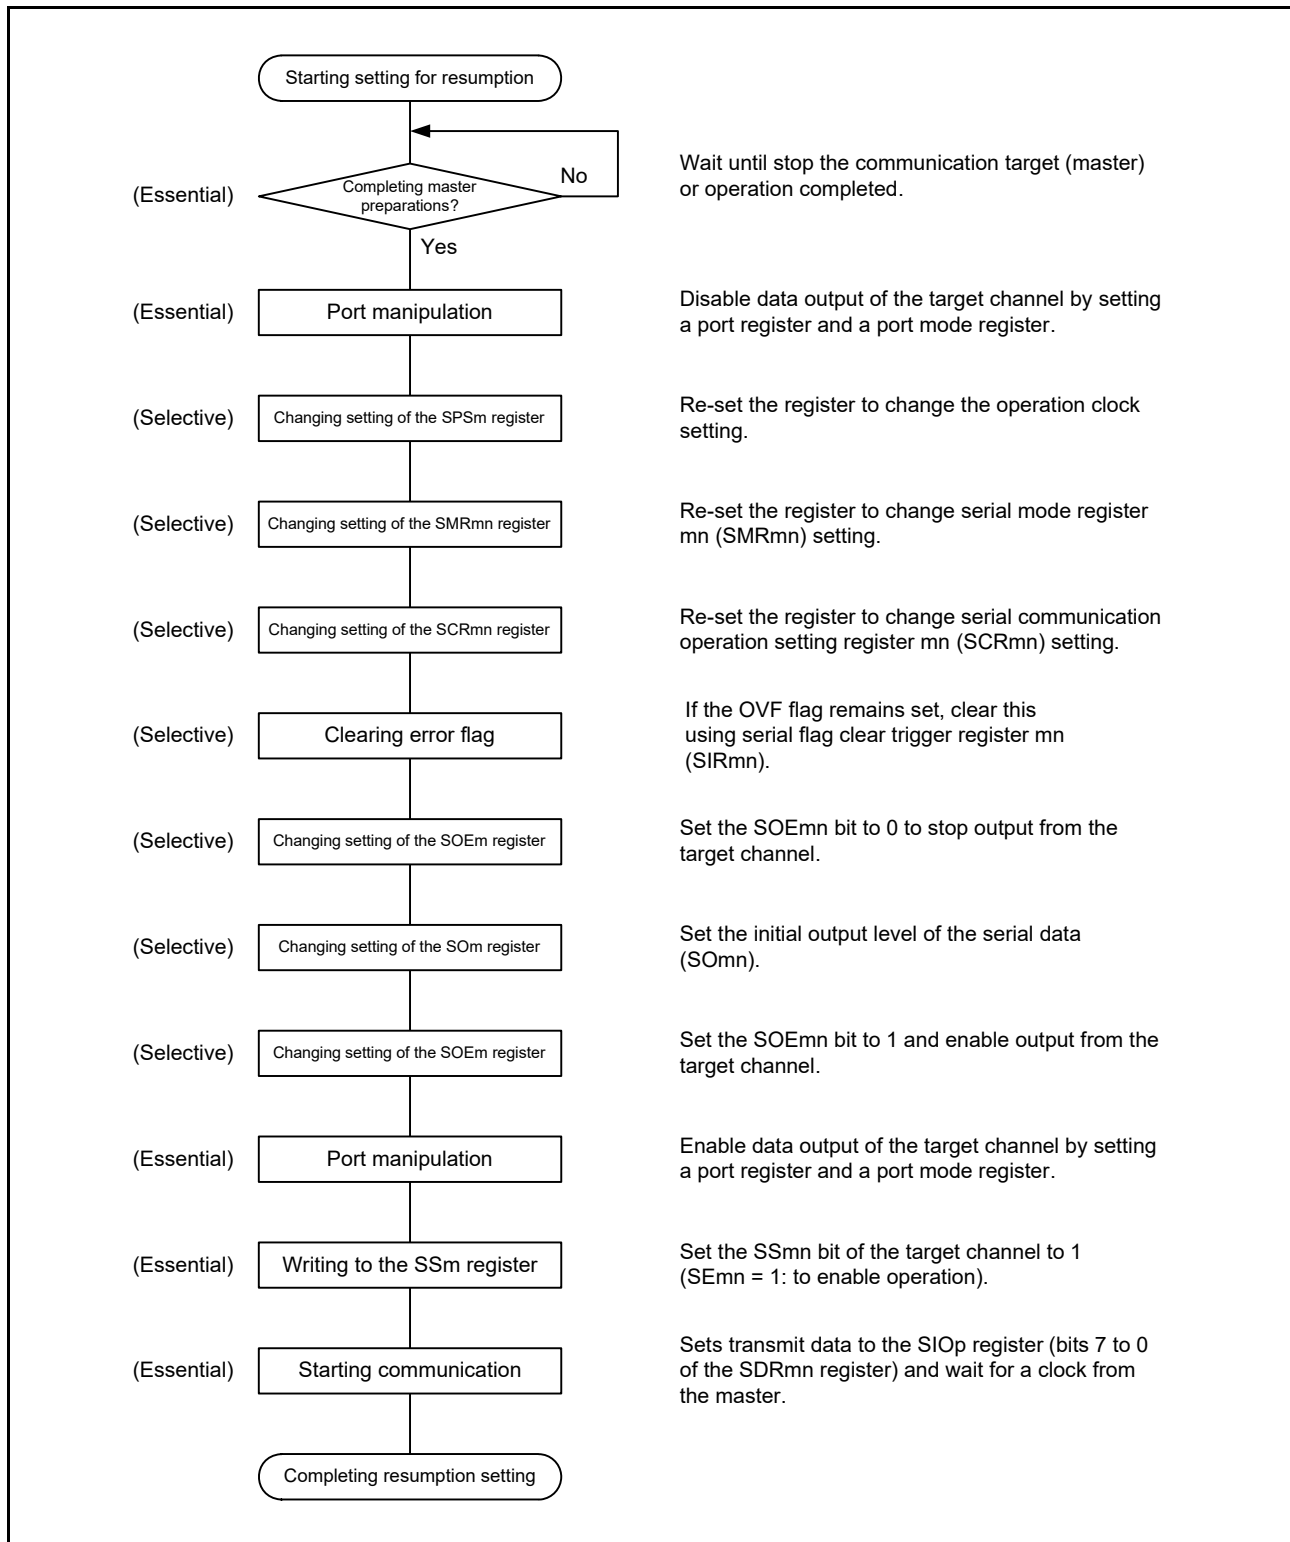 Starting setting for resumption
(Essential)
Completing master
preparations?
No
Yes
Wait until stop the communication target (master)
or operation completed.
(Essential)
Port manipulation
Disable data output of the target channel by setting
a port register and a port mode register.
(Selective)
Changing setting of the SPSm register
Re-set the register to change the operation clock
setting.
(Selective)
Changing setting of the SMRmn register
Re-set the register to change serial mode register
mn (SMRmn) setting.
(Selective)
Changing setting of the SCRmn register
Re-set the register to change serial communication
operation setting register mn (SCRmn) setting.
(Selective)
Clearing error flag
If the OVF flag remains set, clear this
using serial flag clear trigger register mn
(SIRmn).
(Selective)
Changing setting of the SOEm register
Set the SOEmn bit to 0 to stop output from the
target channel.
(Selective)
Changing setting of the SOm register
Set the initial output level of the serial data
(SOmn).
(Selective)
Changing setting of the SOEm register
Set the SOEmn bit to 1 and enable output from the
target channel.
(Essential)
Port manipulation
Enable data output of the target channel by setting
a port register and a port mode register.
(Essential)
Writing to the SSm register
Set the SSmn bit of the target channel to 1
(SEmn = 1: to enable operation).
(Essential)
Starting communication
Sets transmit data to the SIOp register (bits 7 to 0
of the SDRmn register) and wait for a clock from
the master.
Completing resumption setting